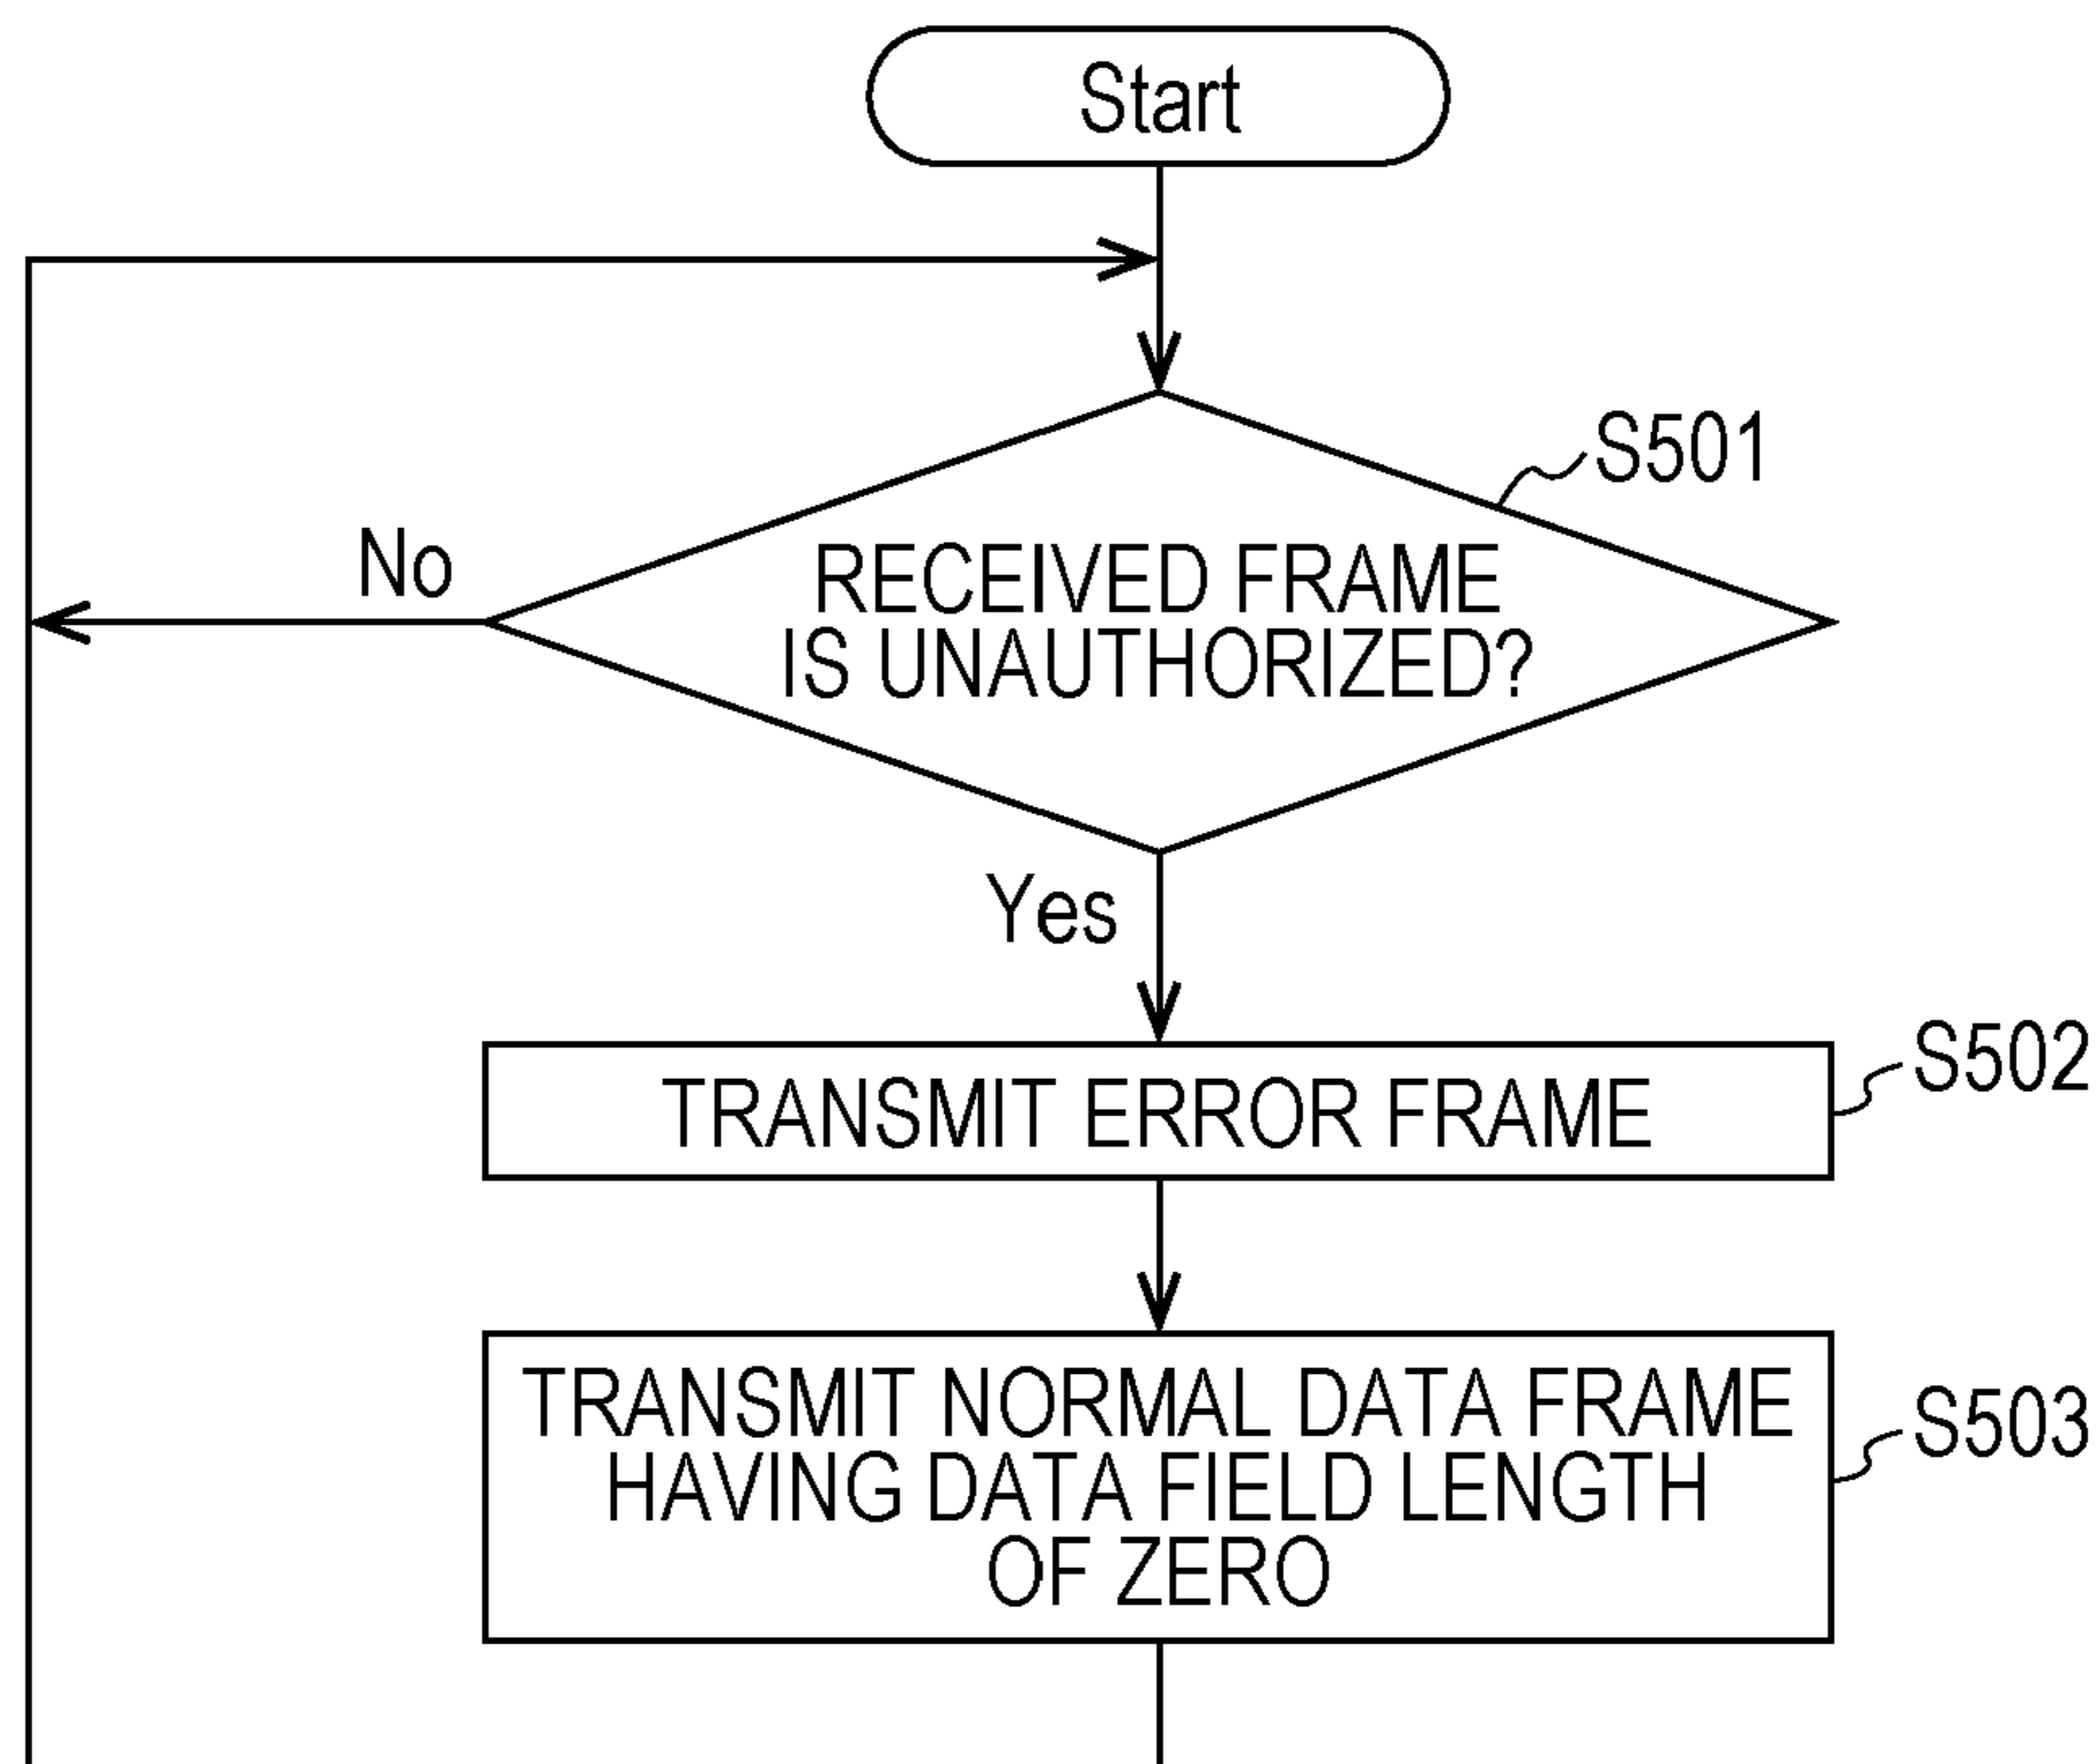 Start
S501
No
RECEIVED FRAME
IS UNAUTHORIZED?
Yes
S502
TRANSMIT ERROR FRAME
TRANSMIT NORMAL DATA FRAME
S503
HAVING DATA FIELD LENGTH
OF ZERO